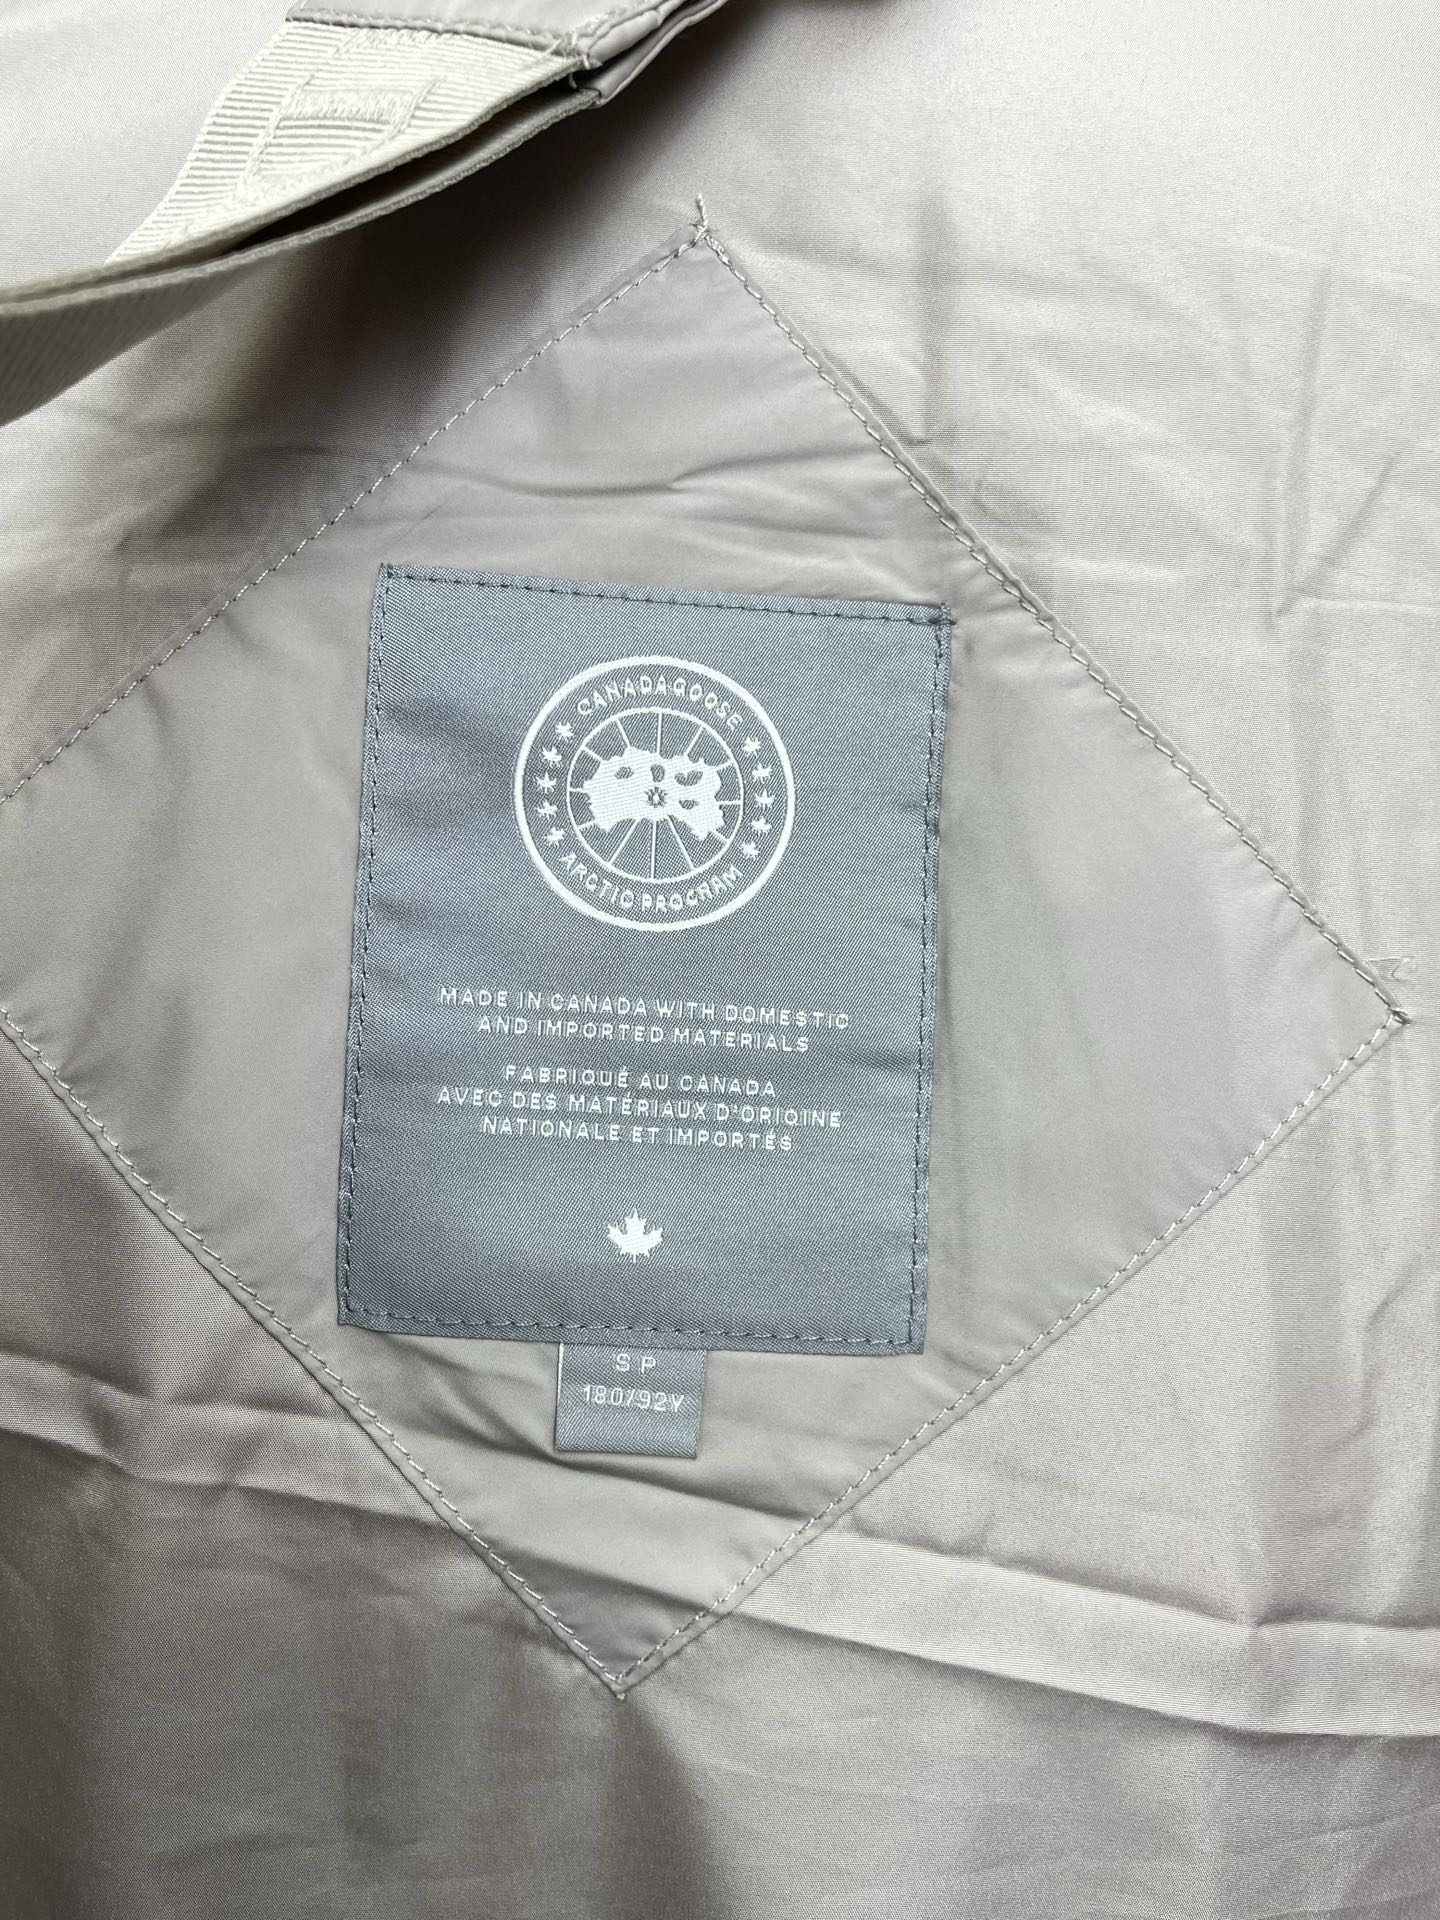 CANADA GOOSE
ARCTIC PROGRAM
MADE IN CANADA WITH DOMESTIC
AND IMPORTED MATERIALS
FABRIQUÉ AU CANADA
AVEC DES MATÉRIAUX D'ORIGINE
NATIONALE ET IMPORTÉS
S P
180/92Y